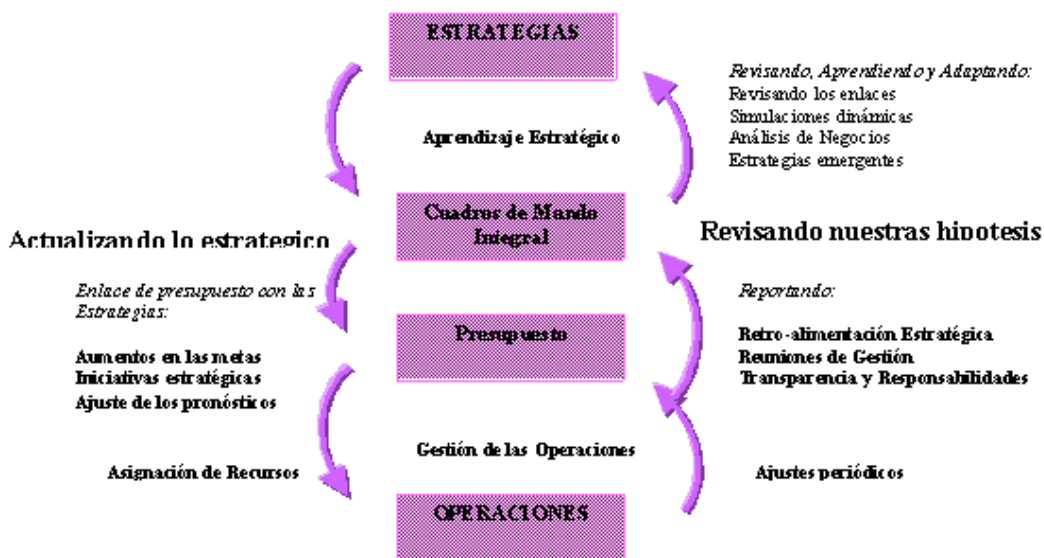 ESTRATEGIAS
Revisando, Aprendiendo y Adaptando:
Revisando los enlaces
Simulaciones dinámicas
Análisis de Negocios
Estrategias emergentes
Aprendizaje Estratégico
Cuadros de Mando
Integral
Actualizando lo estrategico
Revisando nuestras hinotesis
Enlace de presupuesto con las
Estrategias:
Reportando:
Presupuesto
Aumentos en las metas
Iniciativas estratégicas
Ajuste de los pronósticos
Retro-alimentación Estratégica
Reuniones de Gestión
Transparencia y Responsabilidades
Gestión de las Operaciones
Asignación de Recursos
Ajustes periódicos
OPERACIONES